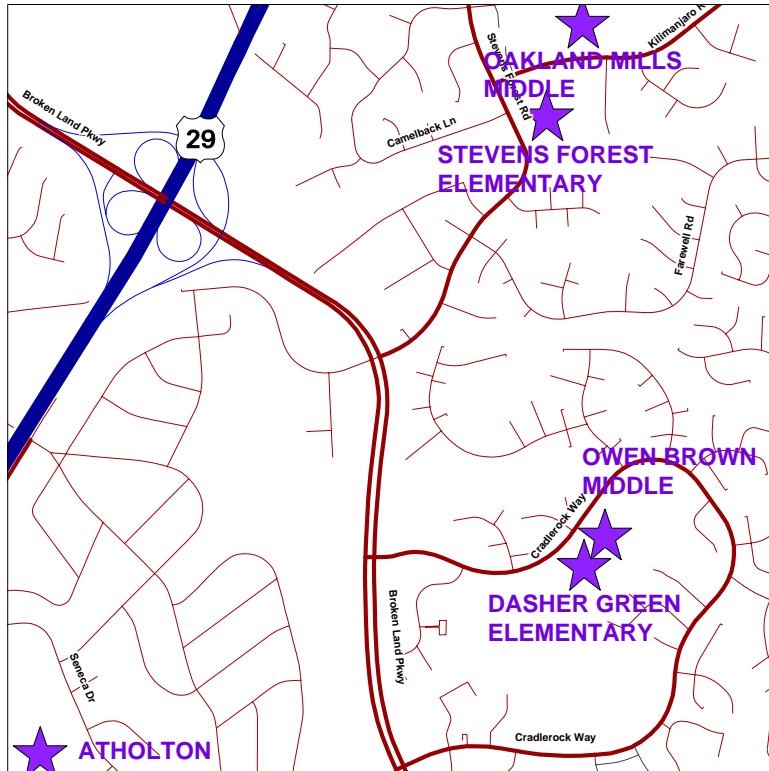 Kilimanjaro R
OAKLAND MILLS
MIDDLE
Stevens Forest Rd
Broken Land Pkwy
29
Camelback Ln
STEVENS FOREST
ELEMENTARY
Farewell Rd
OWEN BROWN
MIDDLE
Cradlerock Way
DASHER GREEN
ELEMENTARY
Broken Land Pkwy
Seneca Dr
Cradlerock Way
ATHOLTON